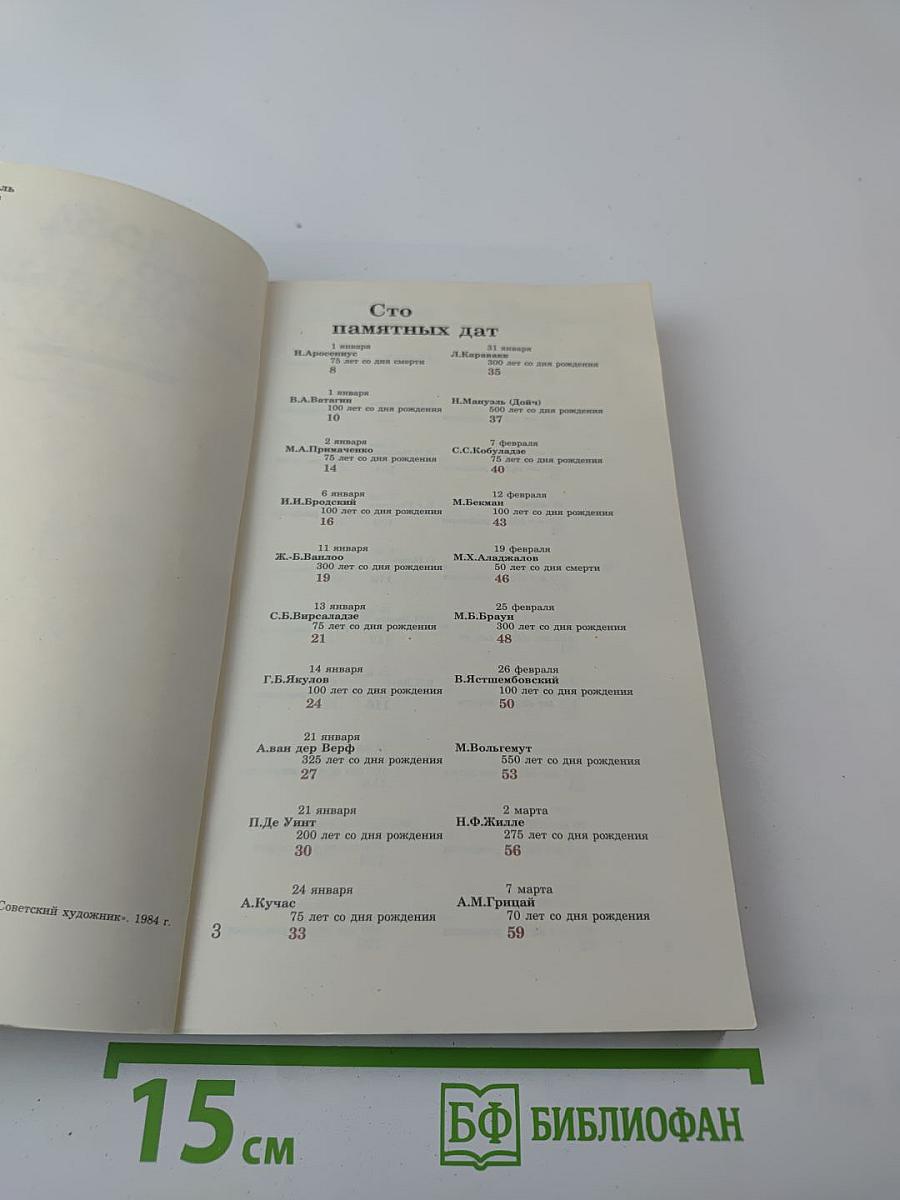 ль
Советский художник». 1984 г.
Сто
памятных дат
1 января
И.Аросениус
75 лет со дня смерти
8
1 января
В.А.Ватагин
100 лет со дня рождения
10
2 января
М.А.Примаченко
75 лет со дня рождения
14
6 января
И.И.Бродский
100 лет со дня рождения
16
11 января
Ж.-Б.Ванлоо
300 лет со дня рождения
19
13 января
С.Б.Вирсаладзе
75 лет со дня рождения
21
14 января
Г.Б.Якулов
100 лет со дня рождения
24
21 января
А.ван дер Верф
325 лет со дня рождения
27
21 января
П.Де Уинт
200 лет со дня рождения
30
24 января
А.Кучас
75 лет со дня рождения
33
31 января
Л.Каравакк
300 лет со дня рождения
35
Н.Мануэль (Дойч)
500 лет со дня рождения
37
7 февраля
С.С.Кобуладзе
75 лет со дня рождения
40
12 февраля
М.Бекман
100 лет со дня рождения
43
19 февраля
М.Х.Аладжалов
50 лет со дня смерти
46
25 февраля
М.Б.Браун
300 лет со дня рождения
48
26 февраля
В.Ястшембовский
100 лет со дня рождения
50
М.Вольгемут
550 лет со дня рождения
53
2 марта
Н.Ф.Жилле
275 лет со дня рождения
56
7 марта
А.М.Грицай
70 лет со дня рождения
59
3
15 см
БФ БИБЛИОФАН